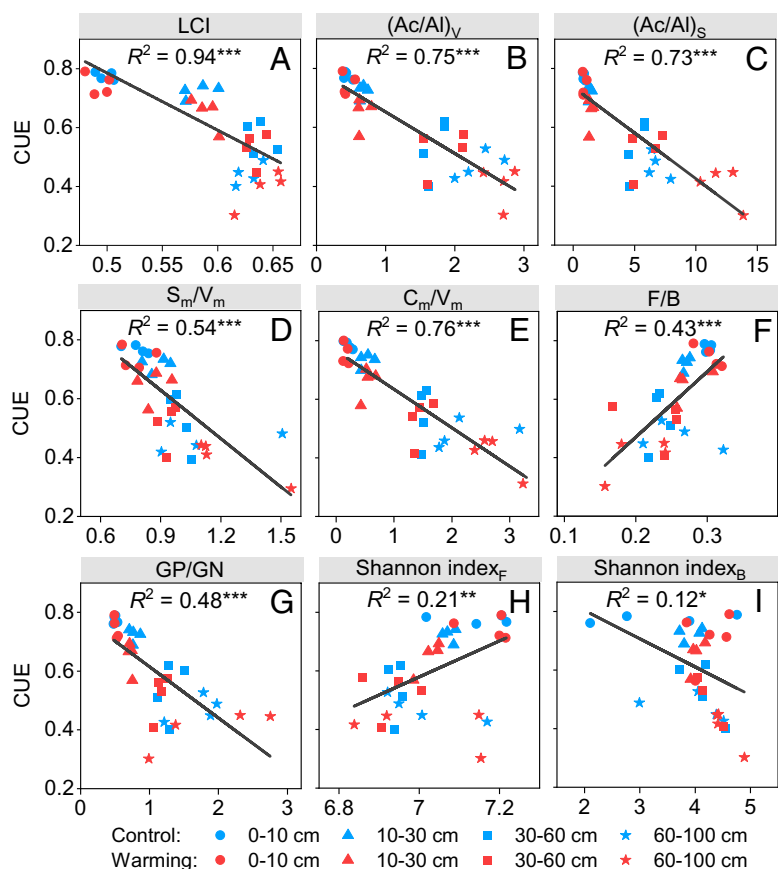 LCI (Ac/Al)V (Ac/Al)S
R2 = 0.94*** A R2 = 0.75*** B R2 = 0.73*** C
CUE
0.8
0.6
0.4
0.2
0.5 0.55 0.6 0.65 0 1 2 3 0 5 10 15
Sm/Vm Cm/Vm F/B
R2 = 0.54*** D R2 = 0.76*** E R2 = 0.43*** F
CUE
0.8
0.6
0.4
0.2
0.6 0.9 1.2 1.5 0 1 2 3 0.1 0.2 0.3
GP/GN Shannon indexF Shannon indexB
R2 = 0.48*** G R2 = 0.21** H R2 = 0.12* I
CUE
0.8
0.6
0.4
0.2
0 1 2 3 6.8 7 7.2 2 3 4 5
Control: 0-10 cm 10-30 cm 30-60 cm 60-100 cm
Warming: 0-10 cm 10-30 cm 30-60 cm 60-100 cm